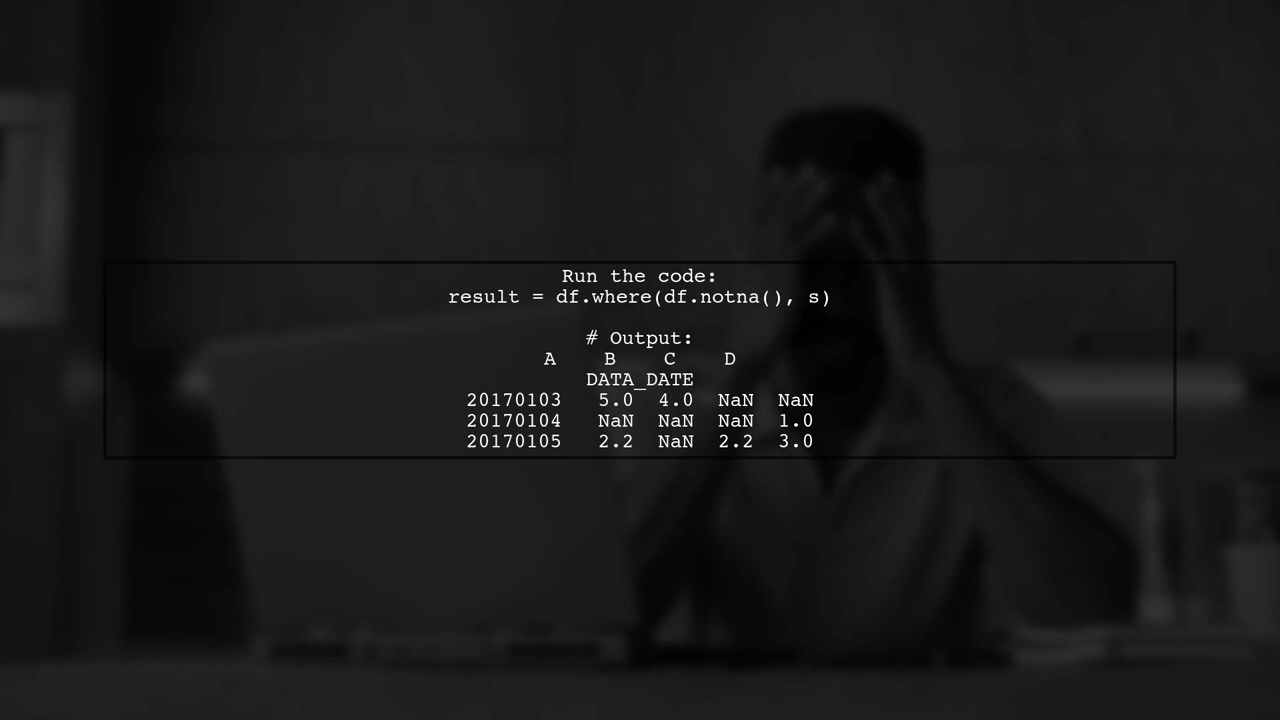 Run the code:
result = df.where(df.notna(), s)
# Output:
A B C D
DATA_DATE
20170103 5.0 4.0 NaN NaN
20170104 NaN NaN NaN 1.0
20170105 2.2 NaN 2.2 3.0